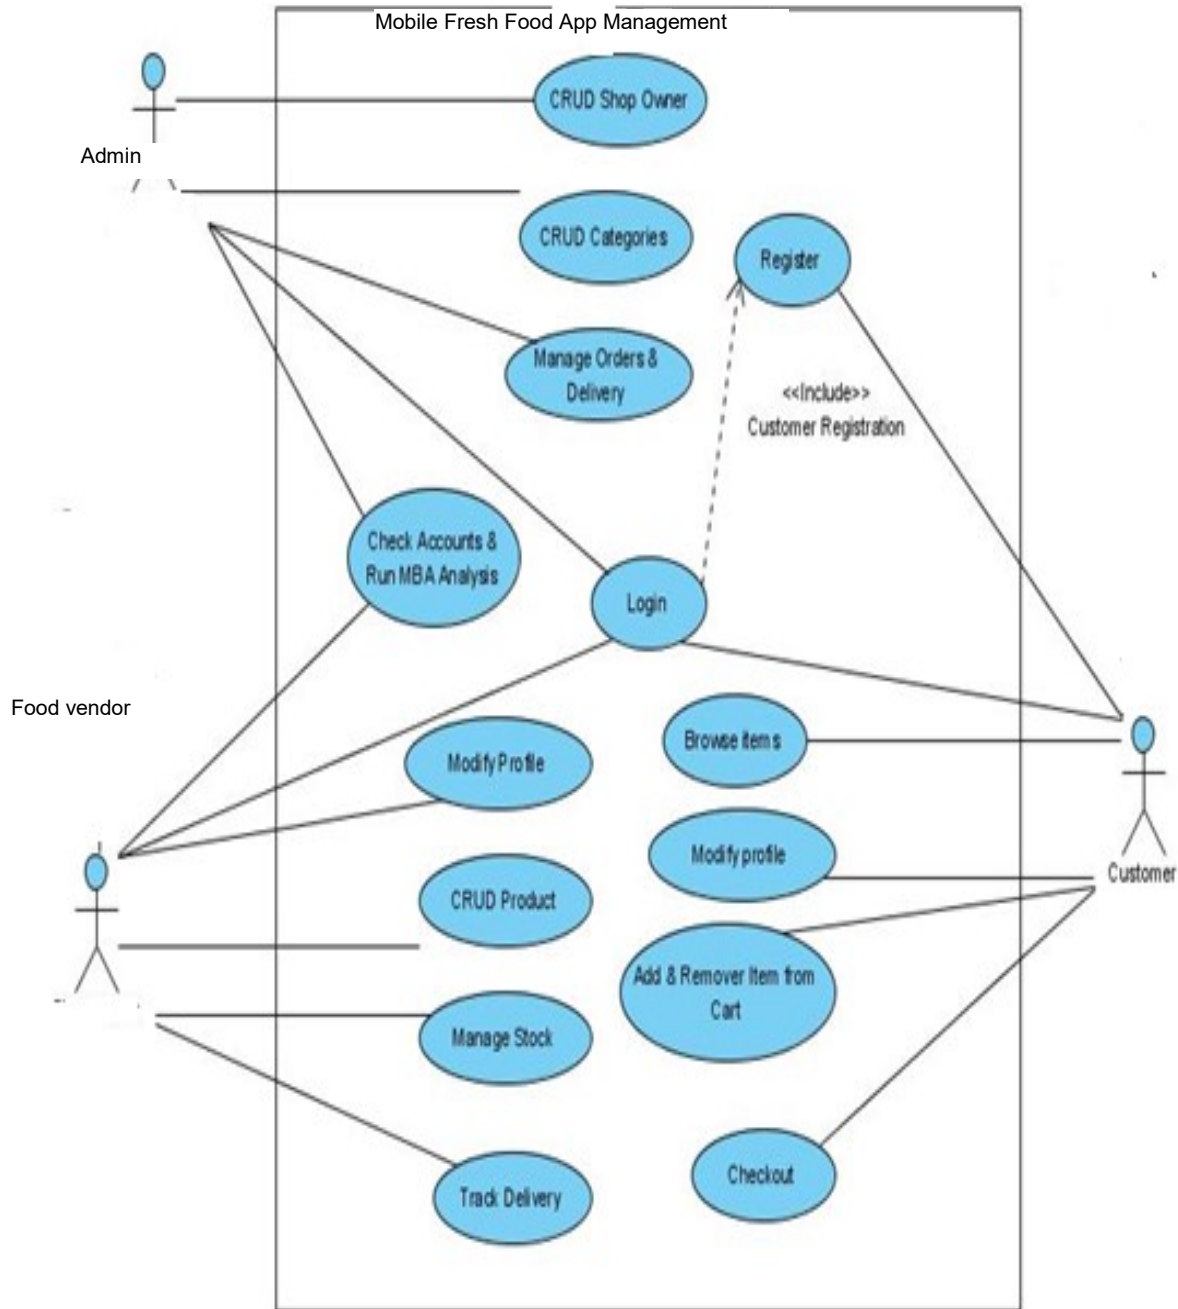 Mobile Fresh Food App Management
CRUD Shop Owner
Admin
CRUD Categories
Register
Manage Orders &
Delivery
<<Include>>
Customer Registration
Check Accounts &
Run MBA Analysis
Login
Food vendor
Modify Profile
Browse items
Modify profile
Customer
CRUD Product
Add & Remover Item from
Cart
Manage Stock
Checkout
Track Delivery